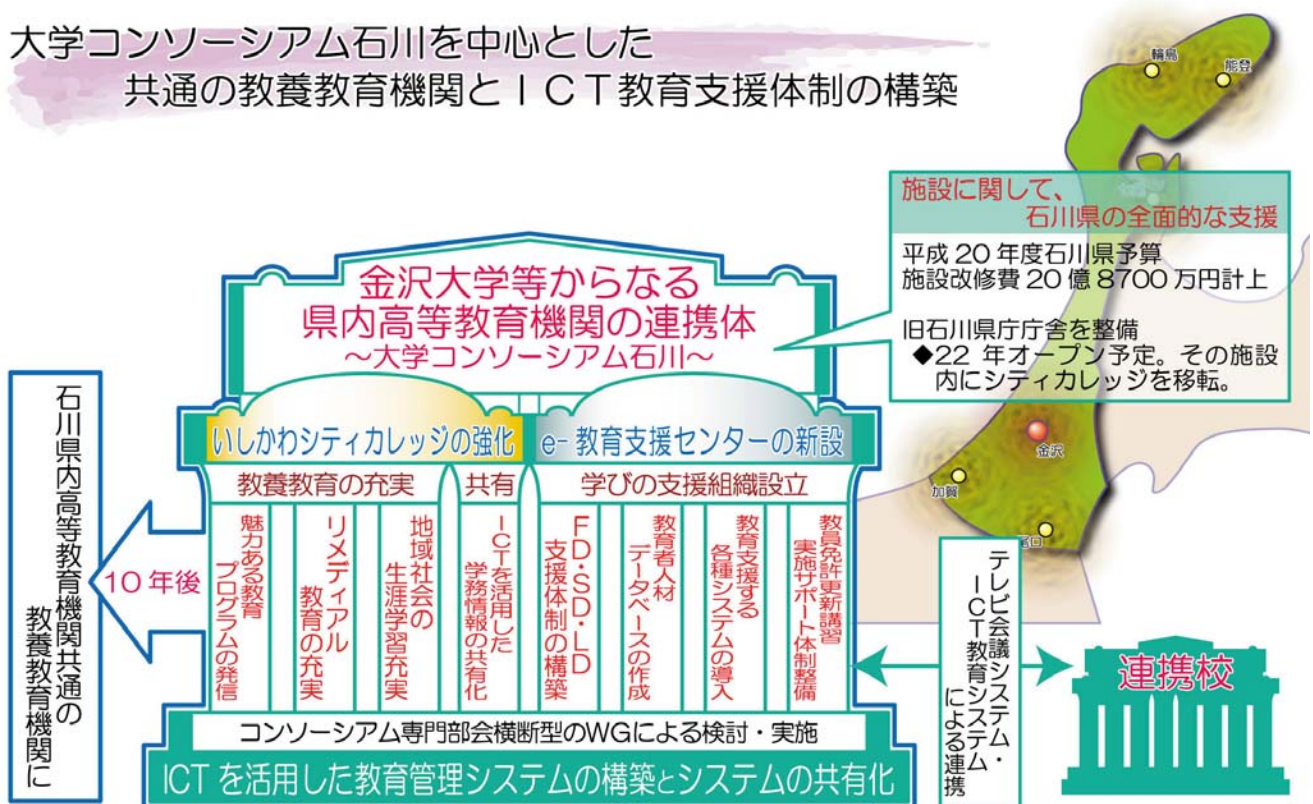 大学コンソーシアム石川を中心とした
共通の教養教育機関とＩＣＴ教育支援体制の構築
輪島
能登
施設に関して、
石川県の全面的な支援
平成 20 年度石川県予算
施設改修費 20 億 8700 万円計上
旧石川県庁庁舎を整備
◆22 年オープン予定。その施設
内にシティカレッジを移転。
金沢
加賀
尾口
金沢大学等からなる
県内高等教育機関の連携体
～大学コンソーシアム石川～
いしかわシティカレッジの強化
e- 教育支援センターの新設
教養教育の充実
共有
学びの支援組織設立
魅力ある教育
プログラムの発信
リメディアル
教育の充実
地域社会の
生涯学習充実
ＩＣＴを活用した
学務情報の共有化
ＦＤ・ＳＤ・ＬＤ
支援体制の構築
教育者人材
データベースの作成
教育支援する
各種システムの導入
教員免許更新講習
実施サポート体制整備
コンソーシアム専門部会横断型のWGによる検討・実施
ICT を活用した教育管理システムの構築とシステムの共有化
10 年後
石川県内高等教育機関共通の
教養教育機関に
テレビ会議システム・
ＩＣＴ教育システム
による連携
連携校